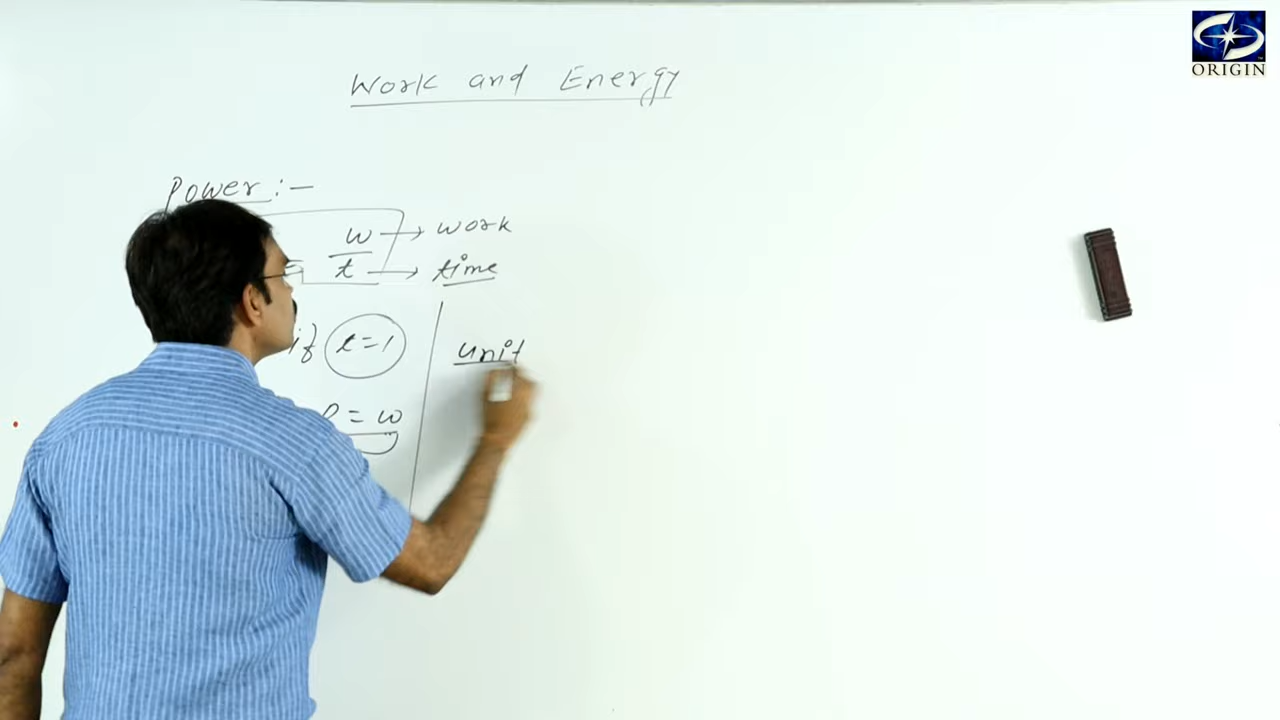 ORIGIN
Work and Energy
Power :-
w → work
t → time
if t = 1
P = w
unit